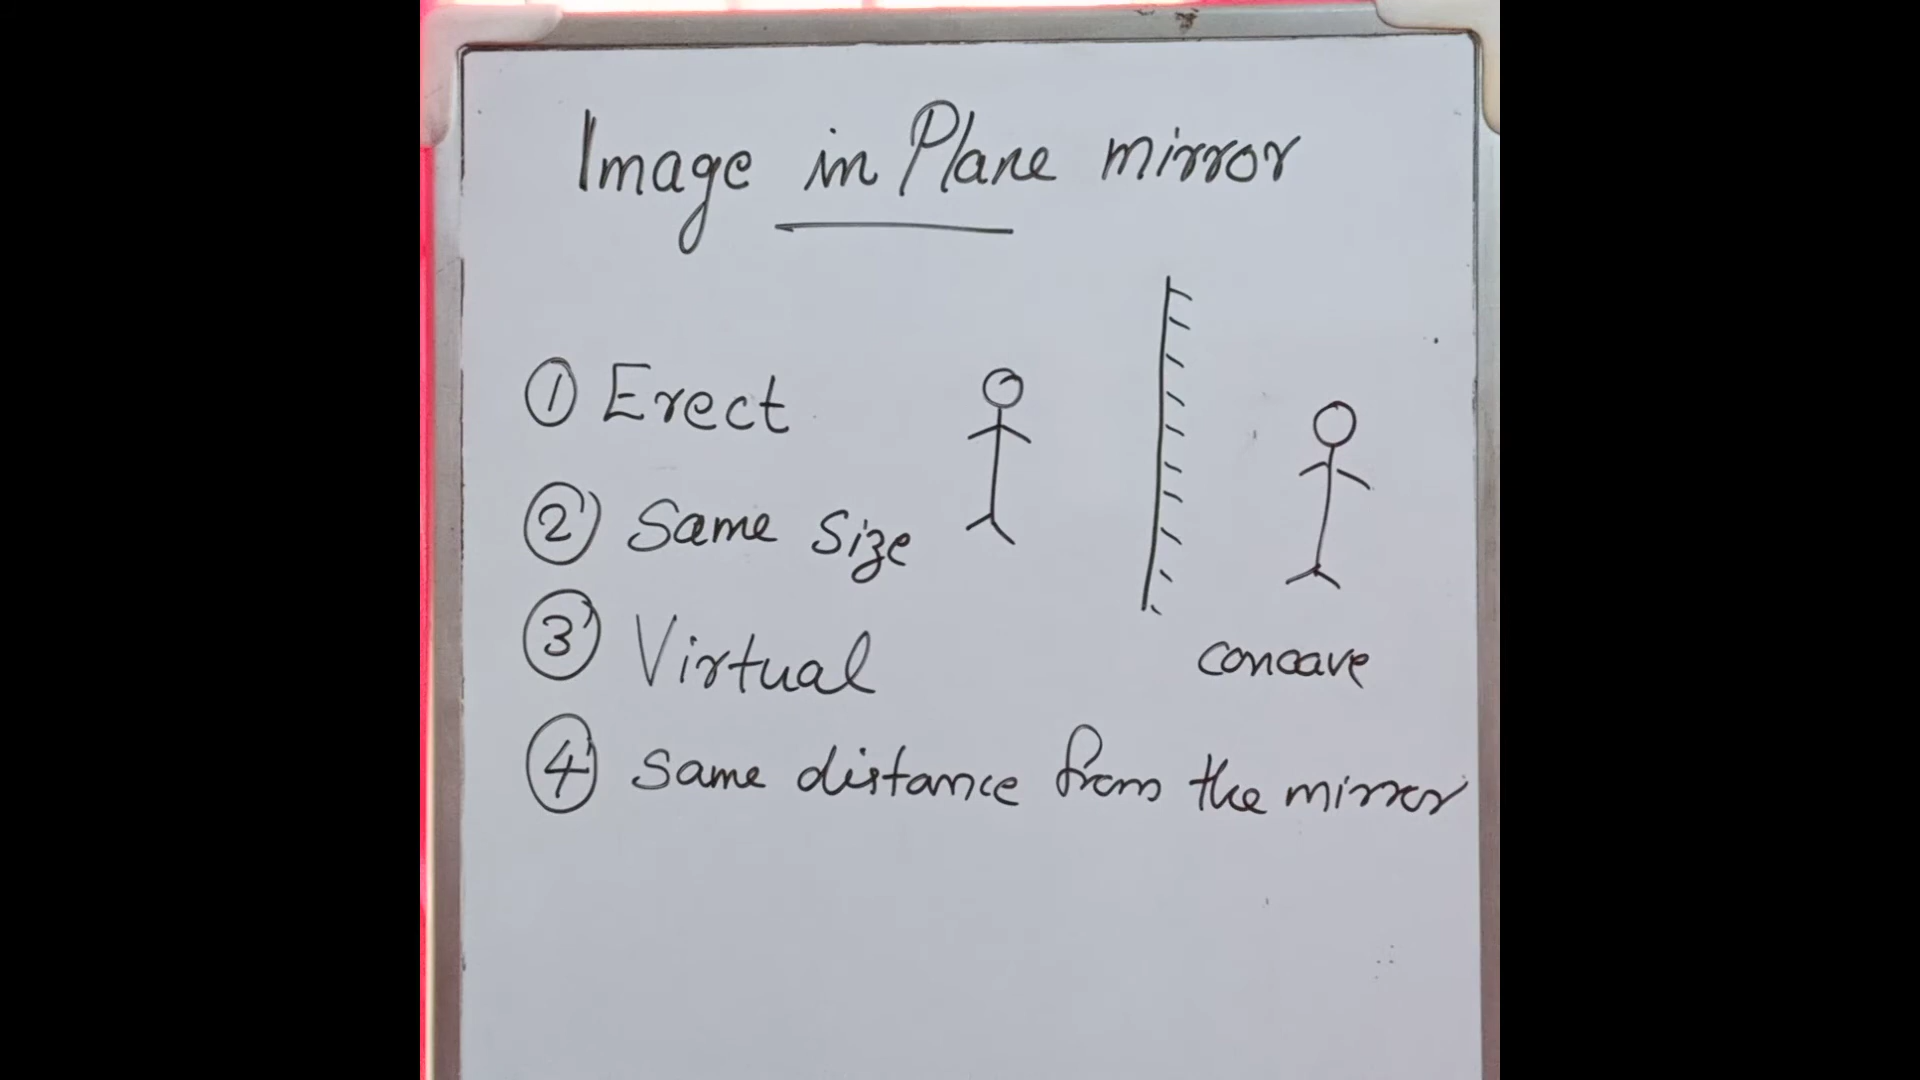 Image in Plane mirror
① Erect
② Same Size
③ Virtual
concave
④ Same distance from the mirror